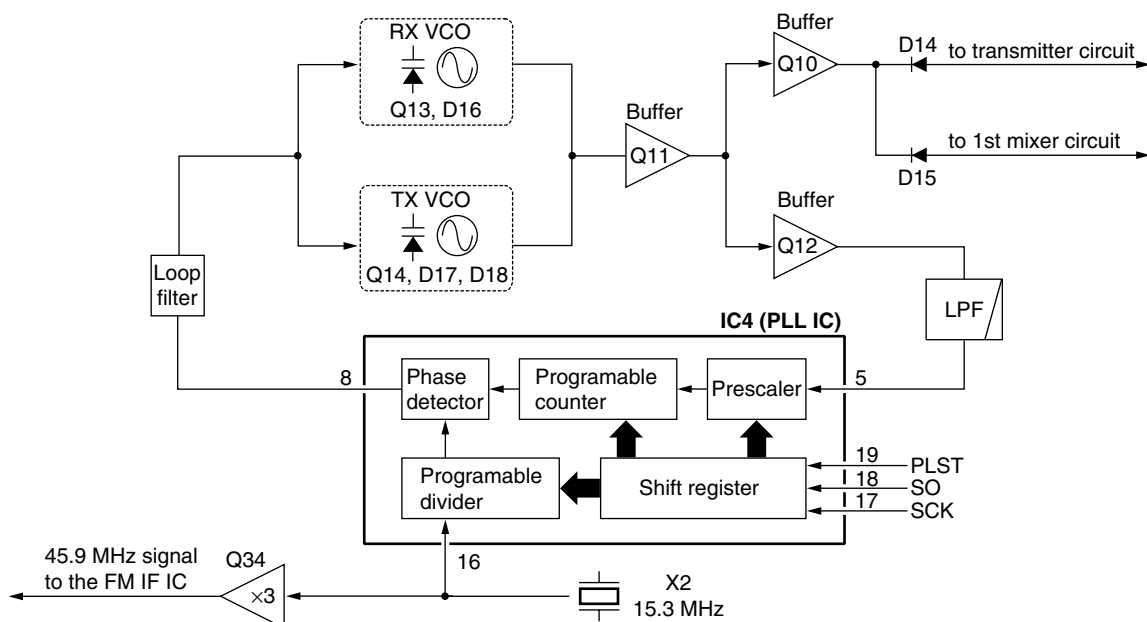 RX VCO
Q13, D16
TX VCO
Q14, D17, D18
Loop
filter
Buffer
Q11
Buffer
Q10
D14
to transmitter circuit
to 1st mixer circuit
D15
Buffer
Q12
LPF
IC4 (PLL IC)
8
Phase
detector
Programable
counter
Prescaler
5
Programable
divider
Shift register
19
PLST
18
SO
17
SCK
16
45.9 MHz signal
to the FM IF IC
Q34
×3
X2
15.3 MHz